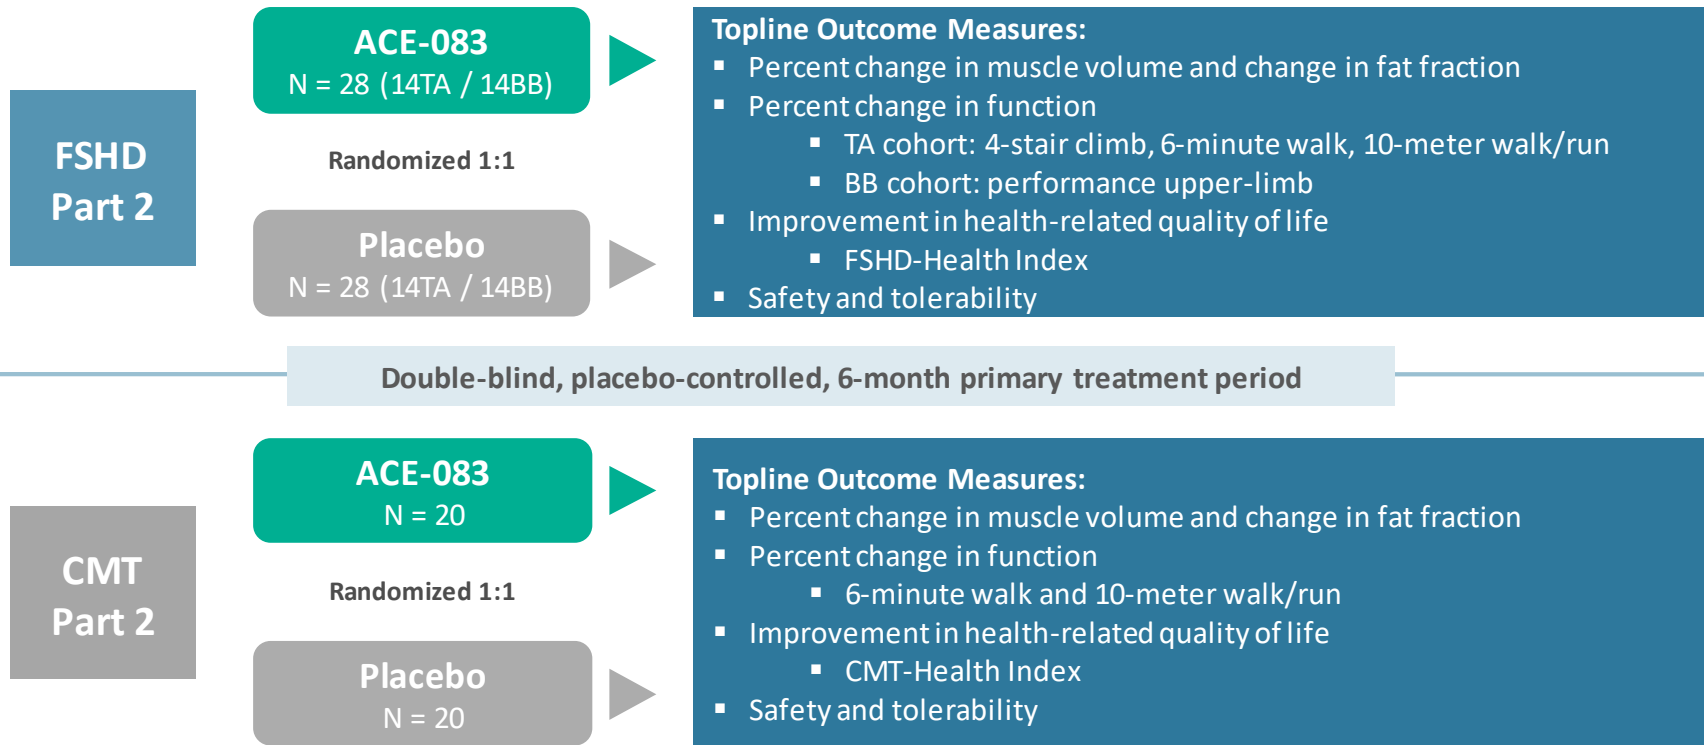 FSHD
Part 2
ACE-083
N = 28 (14TA / 14BB)
Randomized 1:1
Placebo
N = 28 (14TA / 14BB)
Topline Outcome Measures:
▪ Percent change in muscle volume and change in fat fraction
▪ Percent change in function
▪ TA cohort: 4-stair climb, 6-minute walk, 10-meter walk/run
▪ BB cohort: performance upper-limb
▪ Improvement in health-related quality of life
▪ FSHD-Health Index
▪ Safety and tolerability
Double-blind, placebo-controlled, 6-month primary treatment period
CMT
Part 2
ACE-083
N = 20
Randomized 1:1
Placebo
N = 20
Topline Outcome Measures:
▪ Percent change in muscle volume and change in fat fraction
▪ Percent change in function
▪ 6-minute walk and 10-meter walk/run
▪ Improvement in health-related quality of life
▪ CMT-Health Index
▪ Safety and tolerability